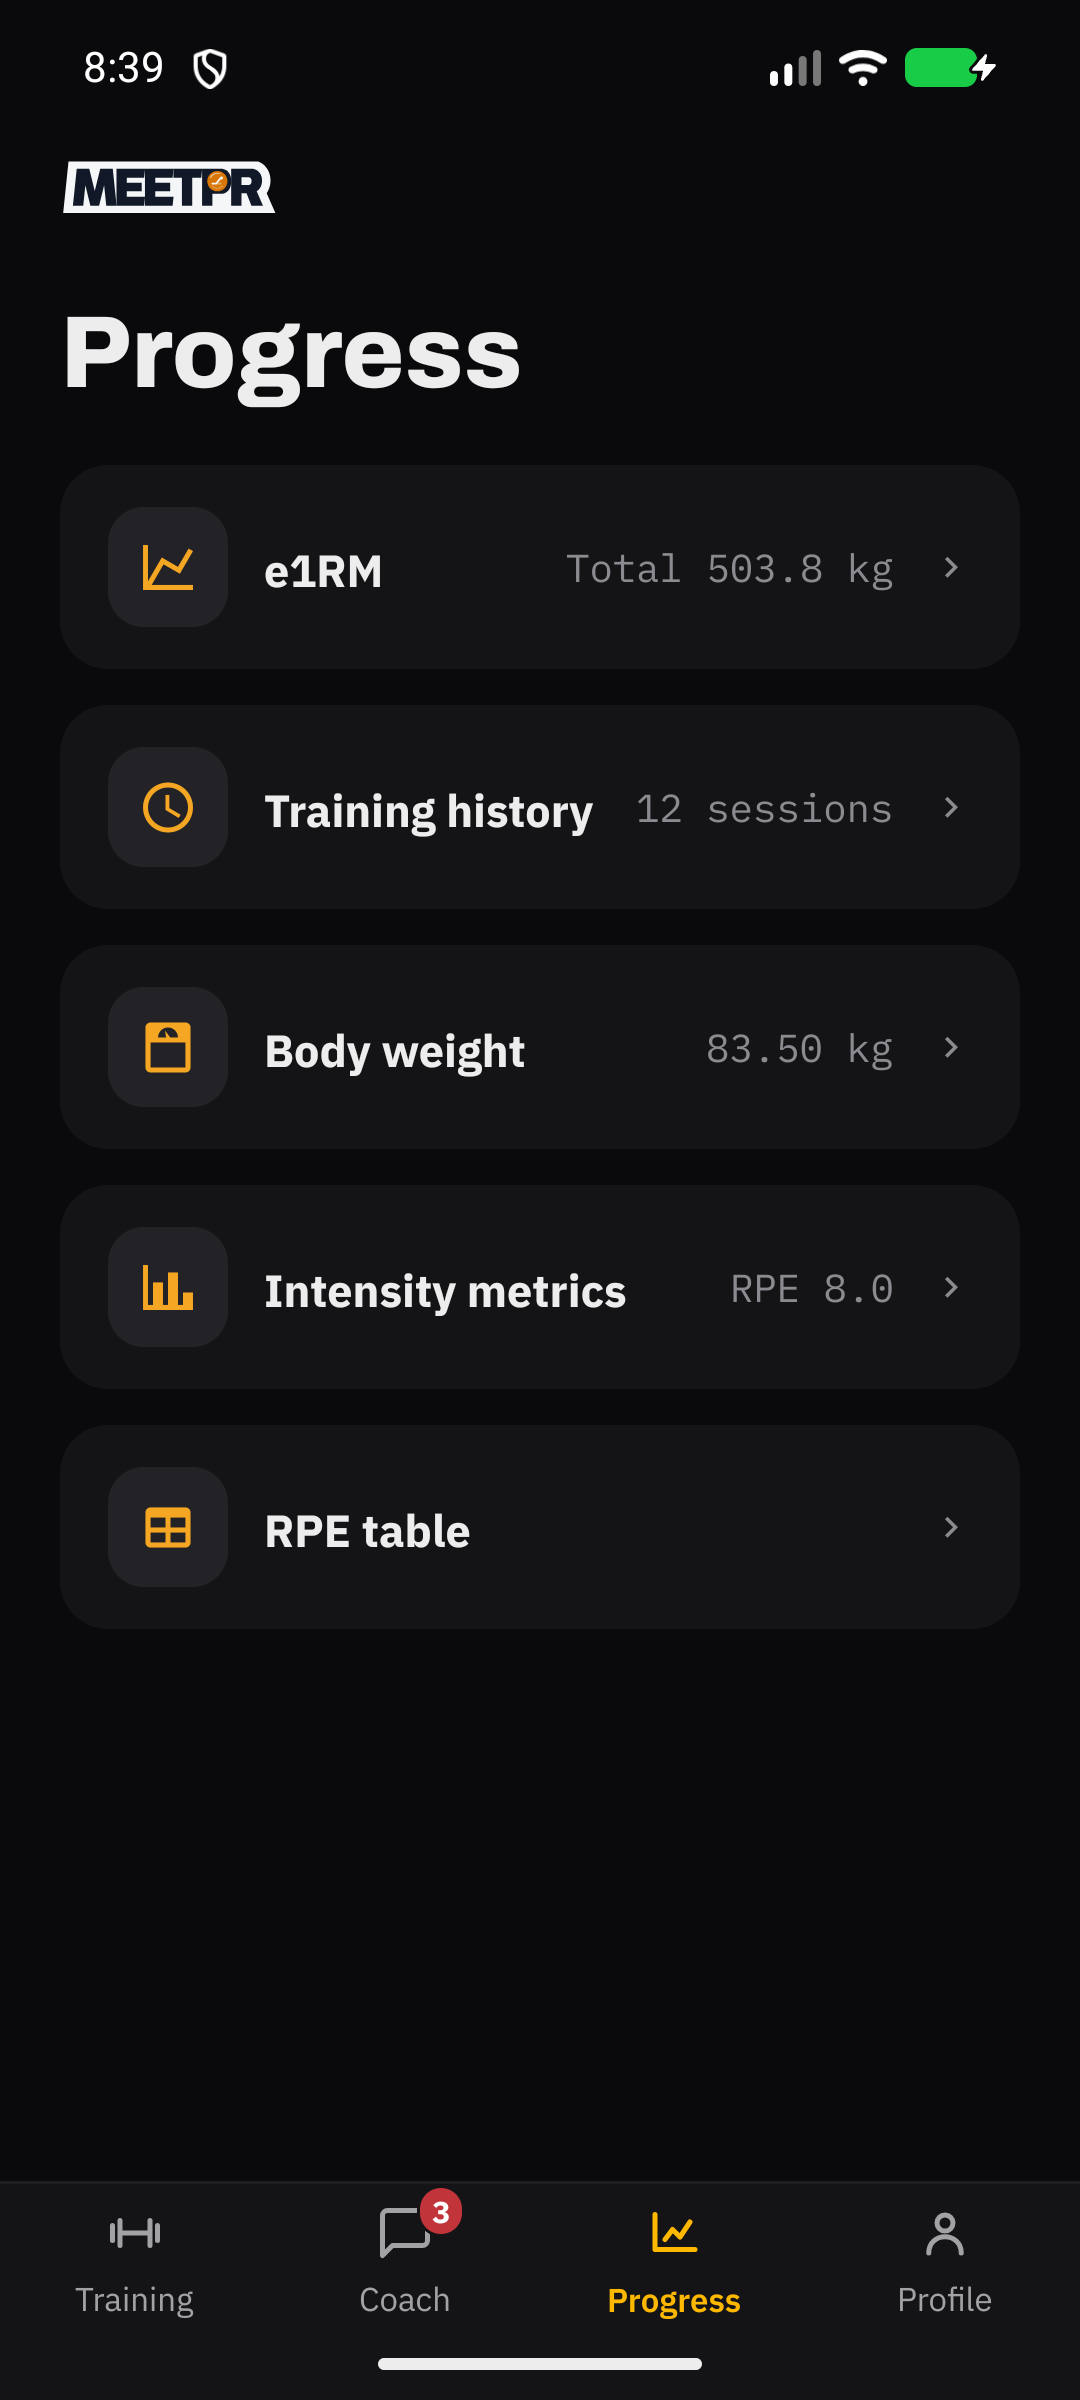 8:39
MEETPR
Progress
e1RM Total 503.8 kg
Training history 12 sessions
Body weight 83.50 kg
Intensity metrics RPE 8.0
RPE table
3
Training Coach Progress Profile